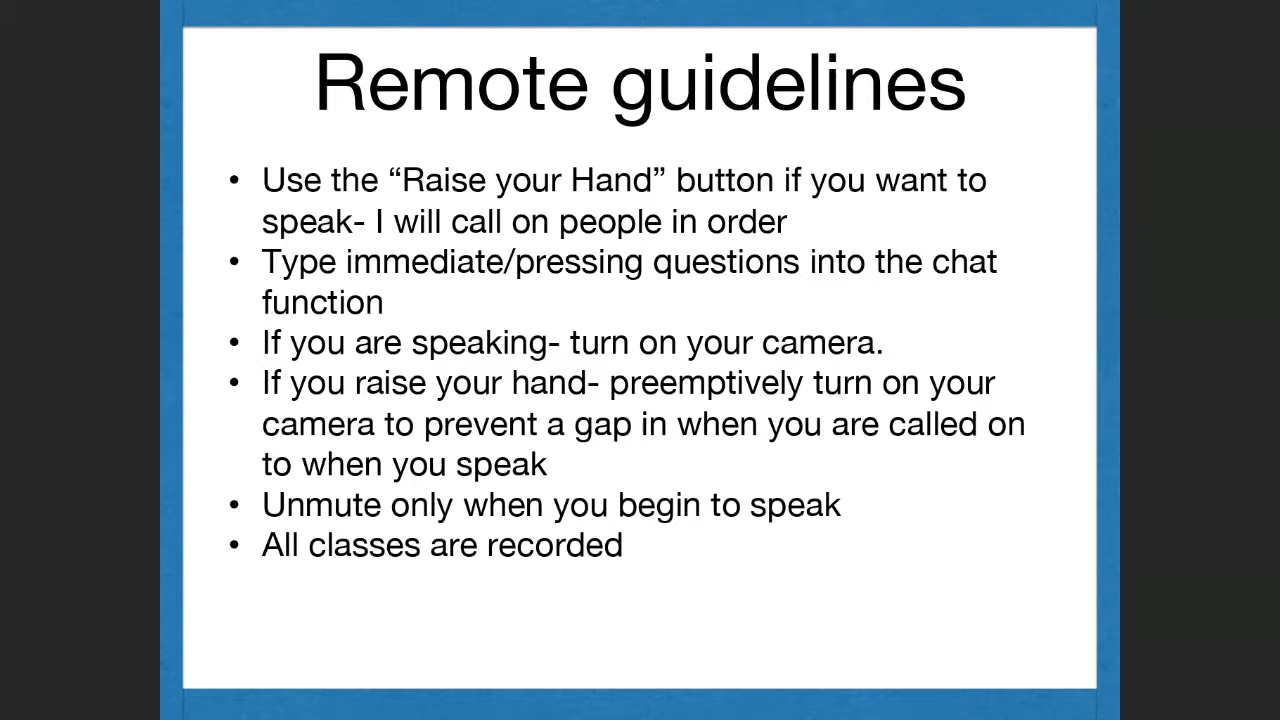 Remote guidelines
• Use the “Raise your Hand” button if you want to
speak- I will call on people in order
• Type immediate/pressing questions into the chat
function
• If you are speaking- turn on your camera.
• If you raise your hand- preemptively turn on your
camera to prevent a gap in when you are called on
to when you speak
• Unmute only when you begin to speak
• All classes are recorded